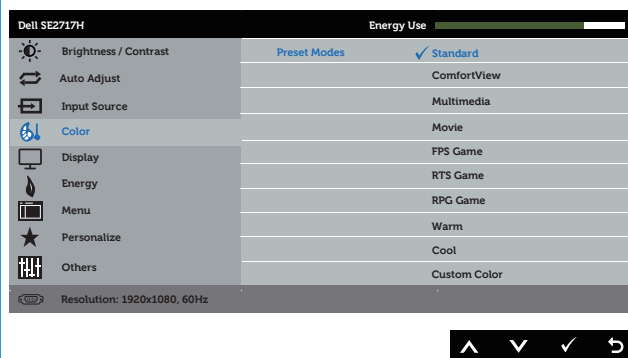 Dell SE2717H Energy Use
Brightness / Contrast Preset Modes Standard
Auto Adjust ComfortView
Input Source Multimedia
Color Movie
Display FPS Game
Energy RTS Game
Menu RPG Game
Personalize Warm
Cool
Others Custom Color
Resolution: 1920x1080, 60Hz